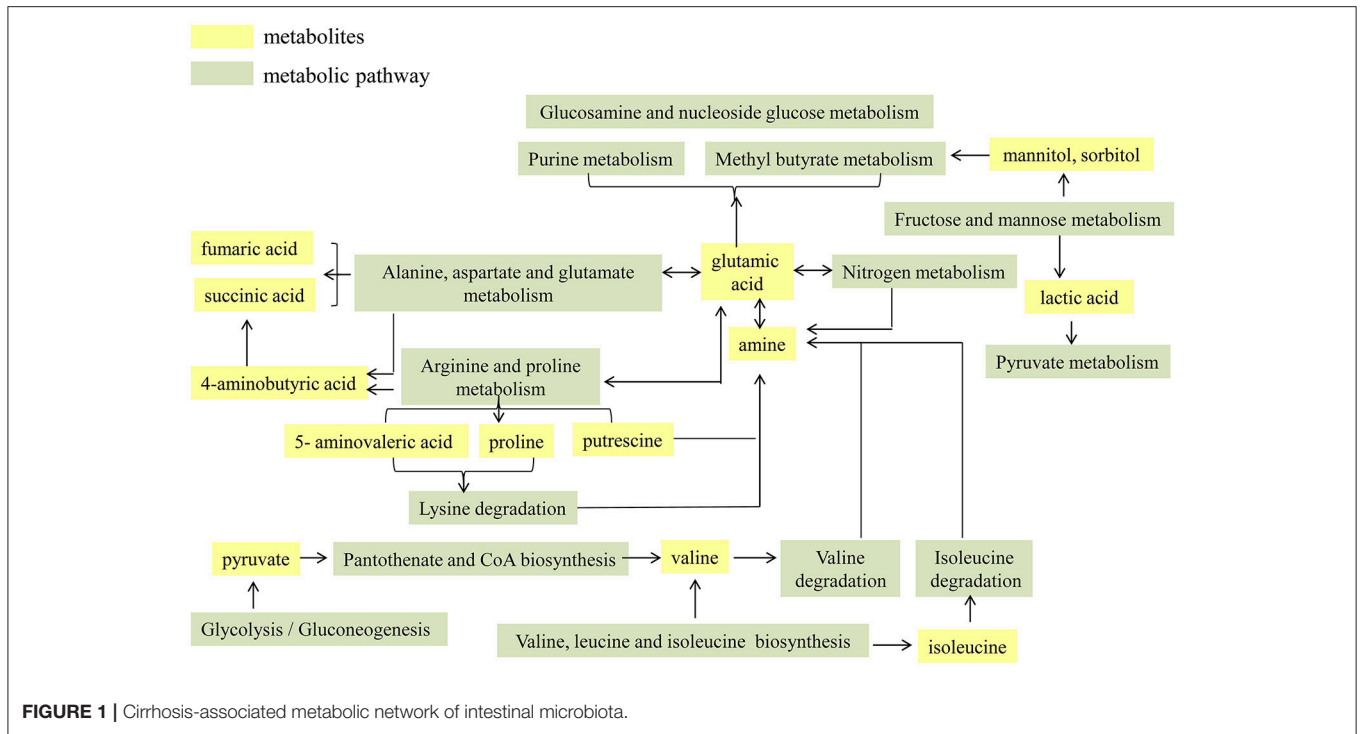 metabolites
metabolic pathway
Glucosamine and nucleoside glucose metabolism
Purine metabolism
Methyl butyrate metabolism
mannitol, sorbitol
Fructose and mannose metabolism
fumaric acid
succinic acid
Alanine, aspartate and glutamate
metabolism
glutamic
acid
Nitrogen metabolism
lactic acid
amine
Pyruvate metabolism
4-aminobutyric acid
Arginine and proline
metabolism
5- aminovaleric acid
proline
putrescine
Lysine degradation
pyruvate
Pantothenate and CoA biosynthesis
valine
Valine
degradation
Isoleucine
degradation
Glycolysis / Gluconeogenesis
Valine, leucine and isoleucine biosynthesis
isoleucine
FIGURE 1 | Cirrhosis-associated metabolic network of intestinal microbiota.